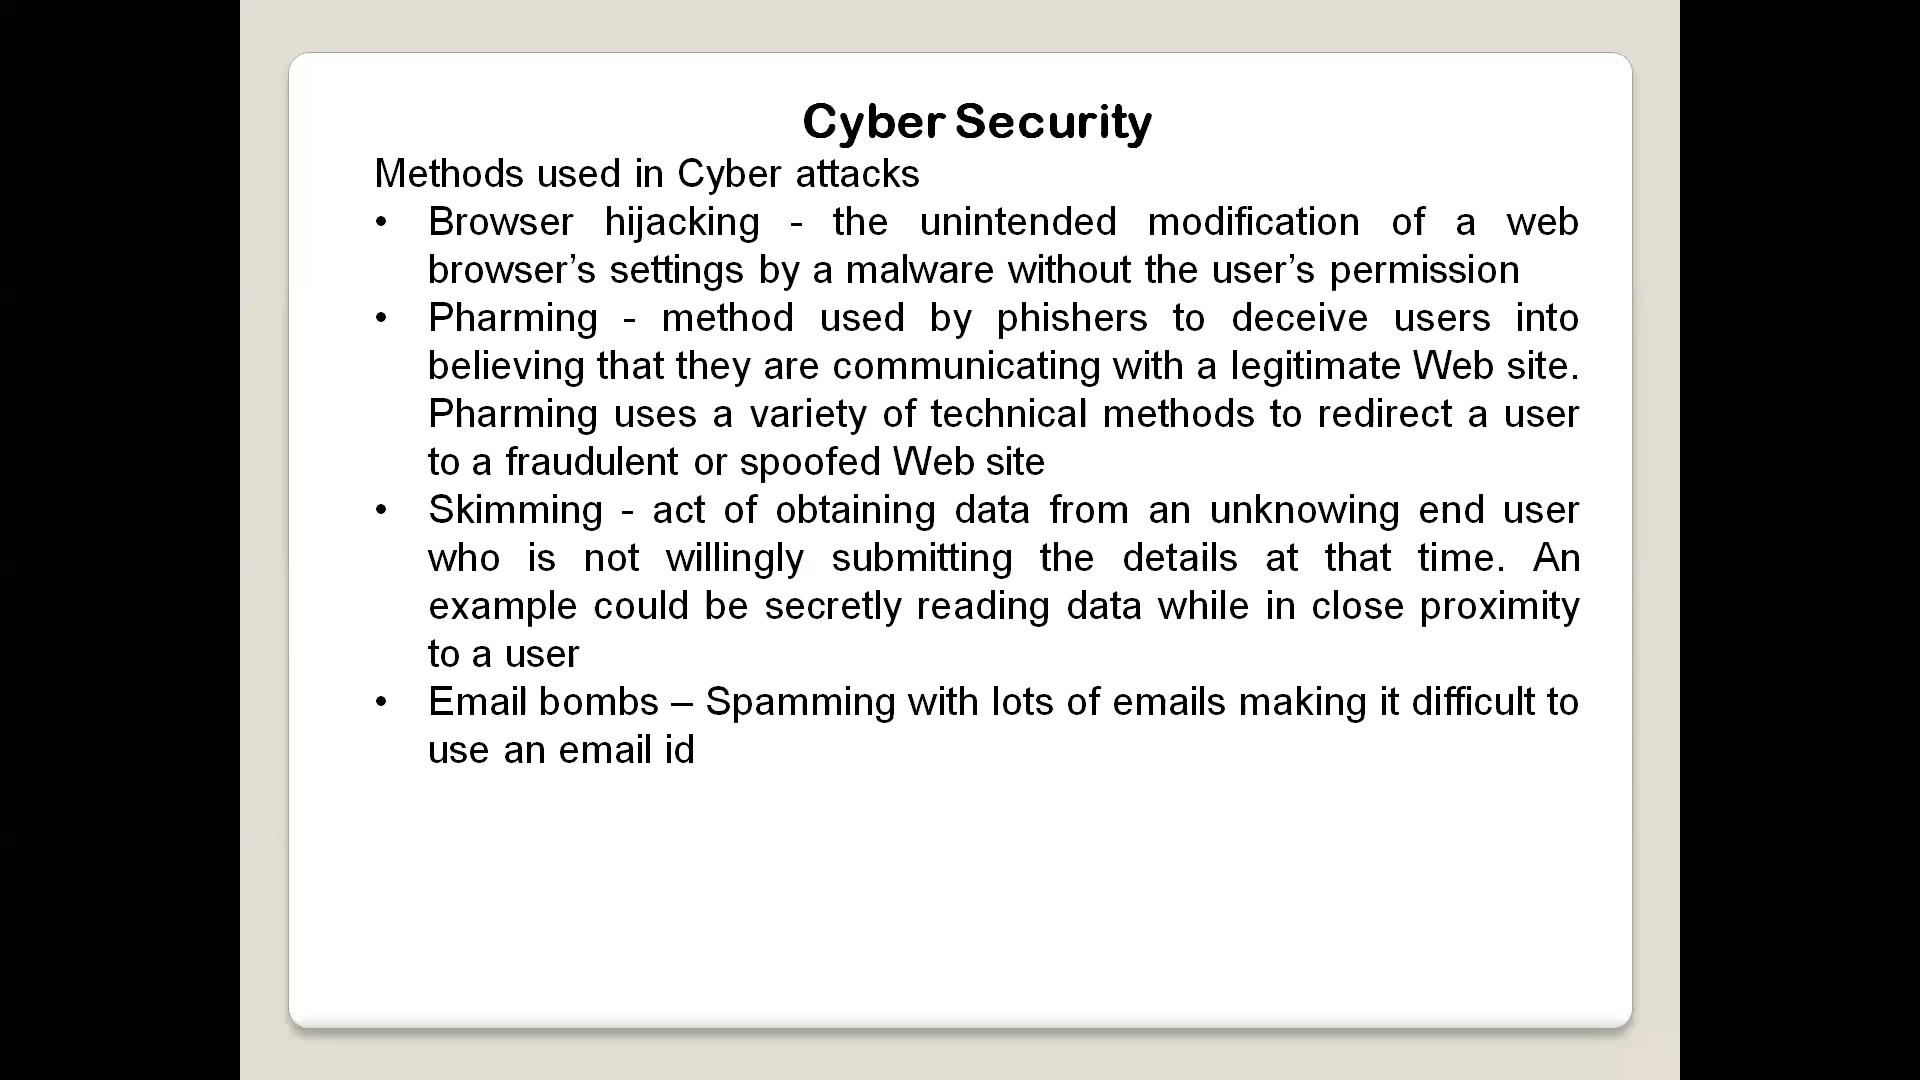 Cyber Security
Methods used in Cyber attacks
• Browser hijacking - the unintended modification of a web
browser’s settings by a malware without the user’s permission
• Pharming - method used by phishers to deceive users into
believing that they are communicating with a legitimate Web site.
Pharming uses a variety of technical methods to redirect a user
to a fraudulent or spoofed Web site
• Skimming - act of obtaining data from an unknowing end user
who is not willingly submitting the details at that time. An
example could be secretly reading data while in close proximity
to a user
• Email bombs – Spamming with lots of emails making it difficult to
use an email id